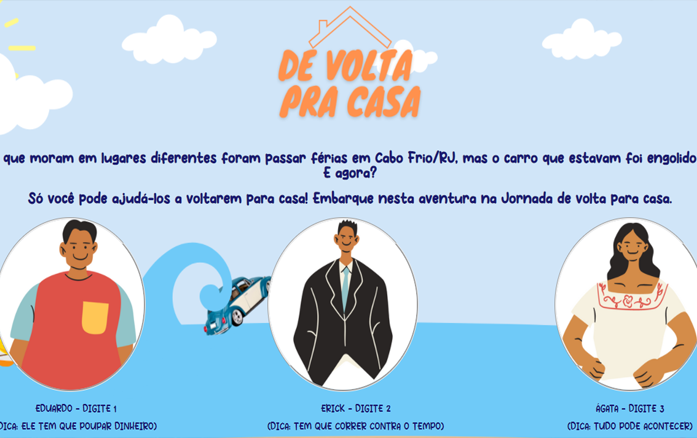 DE VOLTA
PRA CASA
que moram em lugares diferentes foram passar férias em Cabo Frio/RJ, mas o carro que estavam foi engolido
E agora?
Só você pode ajudá-los a voltarem para casa! Embarque nesta aventura na Jornada de volta para casa.
EDUARDO - DIGITE 1
ERICK - DIGITE 2
ÁGATA - DIGITE 3
DICA: ELE TEM QUE POUPAR DINHEIRO)
(DICA: TEM QUE CORRER CONTRA O TEMPO)
(DICA: TUDO PODE ACONTECER)